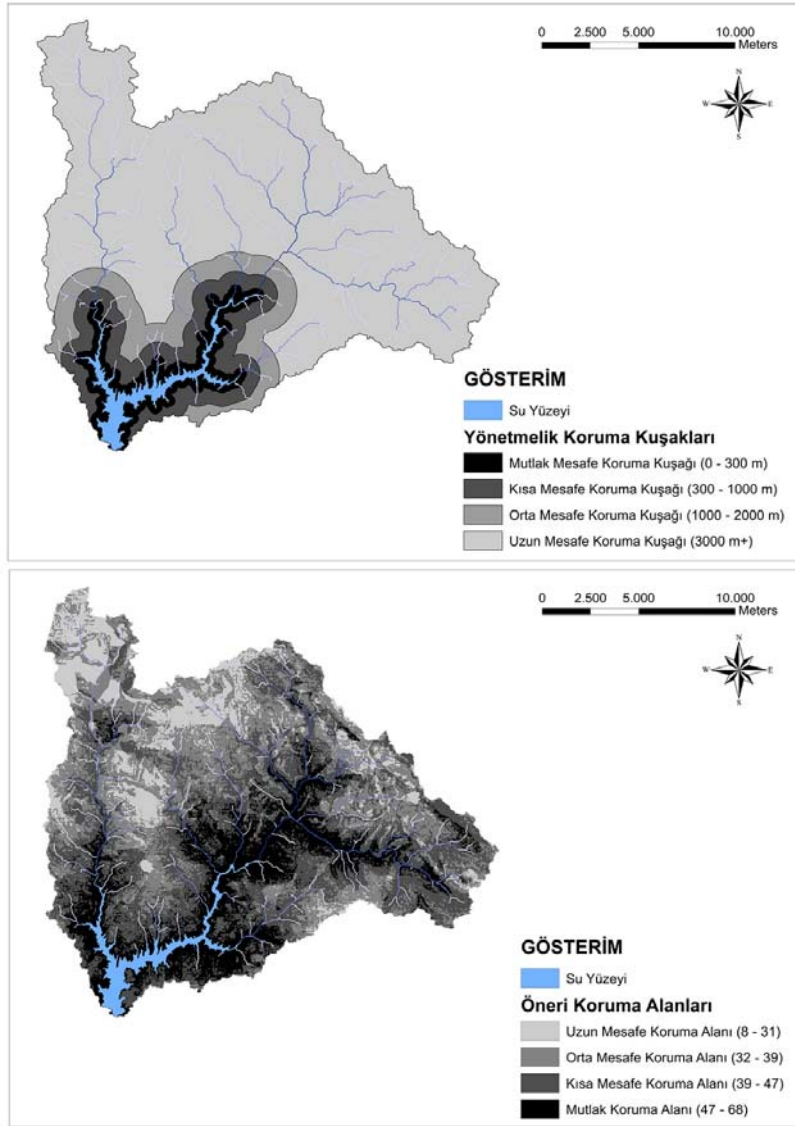 0 2.500 5.000 10.000
Meters
N
W E
S
GÖSTERİM
Su Yüzeyi
Yönetmelik Koruma Kuşakları
Mutlak Mesafe Koruma Kuşağı (0 - 300 m)
Kısa Mesafe Koruma Kuşağı (300 - 1000 m)
Orta Mesafe Koruma Kuşağı (1000 - 2000 m)
Uzun Mesafe Koruma Kuşağı (3000 m+)
0 2.500 5.000 10.000
Meters
N
W E
S
GÖSTERİM
Su Yüzeyi
Öneri Koruma Alanları
Uzun Mesafe Koruma Alanı (8 - 31)
Orta Mesafe Koruma Alanı (32 - 39)
Kısa Mesafe Koruma Alanı (39 - 47)
Mutlak Koruma Alanı (47 - 68)